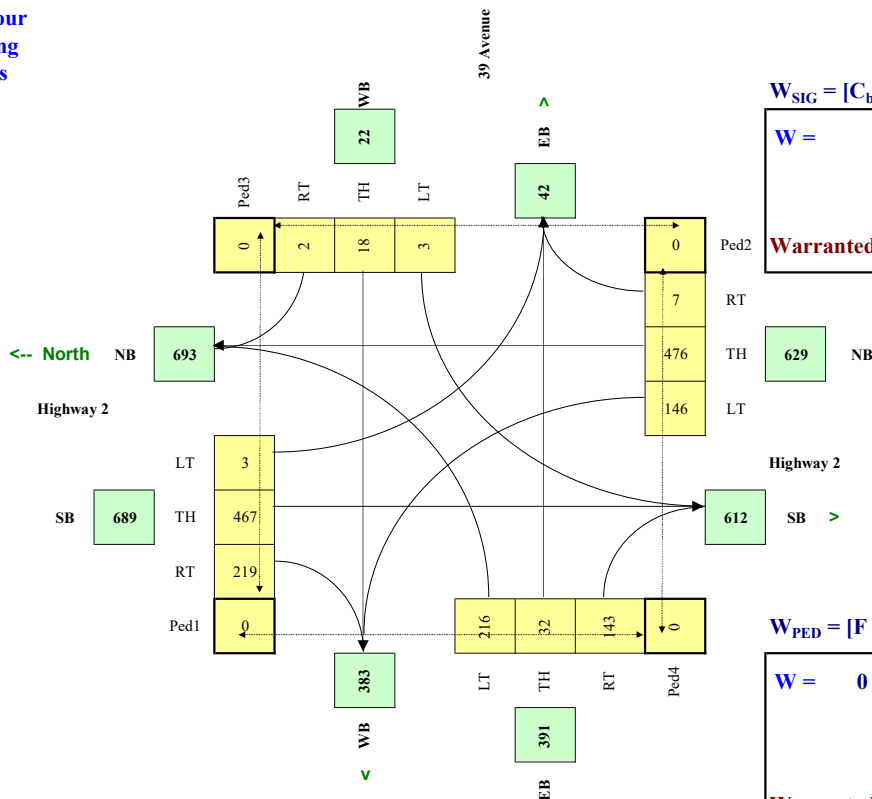 our
ng
s
39 Avenue
W_SIG = [C_b
W =
Warranted
WB
22
>
EB
42
Ped3
RT
TH
LT
0
2
18
3
0
Ped2
7
RT
476
TH
146
LT
629
NB
<-- North
NB
693
Highway 2
Highway 2
LT
3
SB
689
TH
467
RT
219
Ped1
0
612
SB
>
216
32
143
0
LT
TH
RT
Ped4
383
WB
<
391
EB
W_PED = [F
W = 0